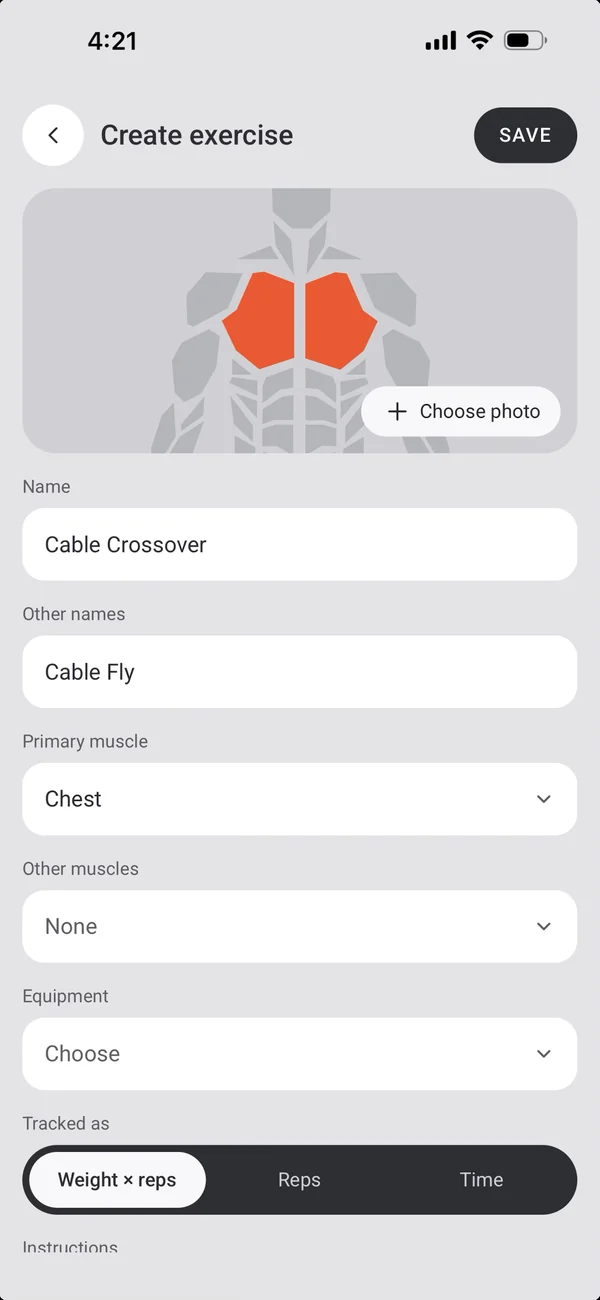 4:21
Create exercise
SAVE
Choose photo
Name
Cable Crossover
Other names
Cable Fly
Primary muscle
Chest
Other muscles
None
Equipment
Choose
Tracked as
Weight × reps Reps Time
Instructions